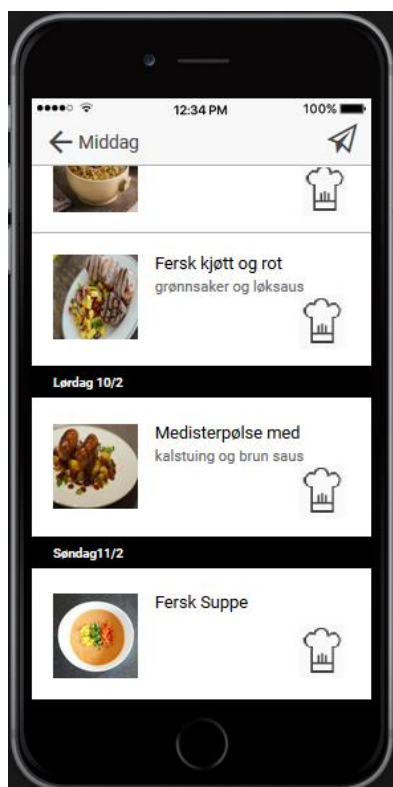 12:34 PM
100%
Middag
Fersk kjøtt og rot
grønnsaker og løksaus
Lørdag 10/2
Medisterpølse med
kalstuing og brun saus
Søndag11/2
Fersk Suppe